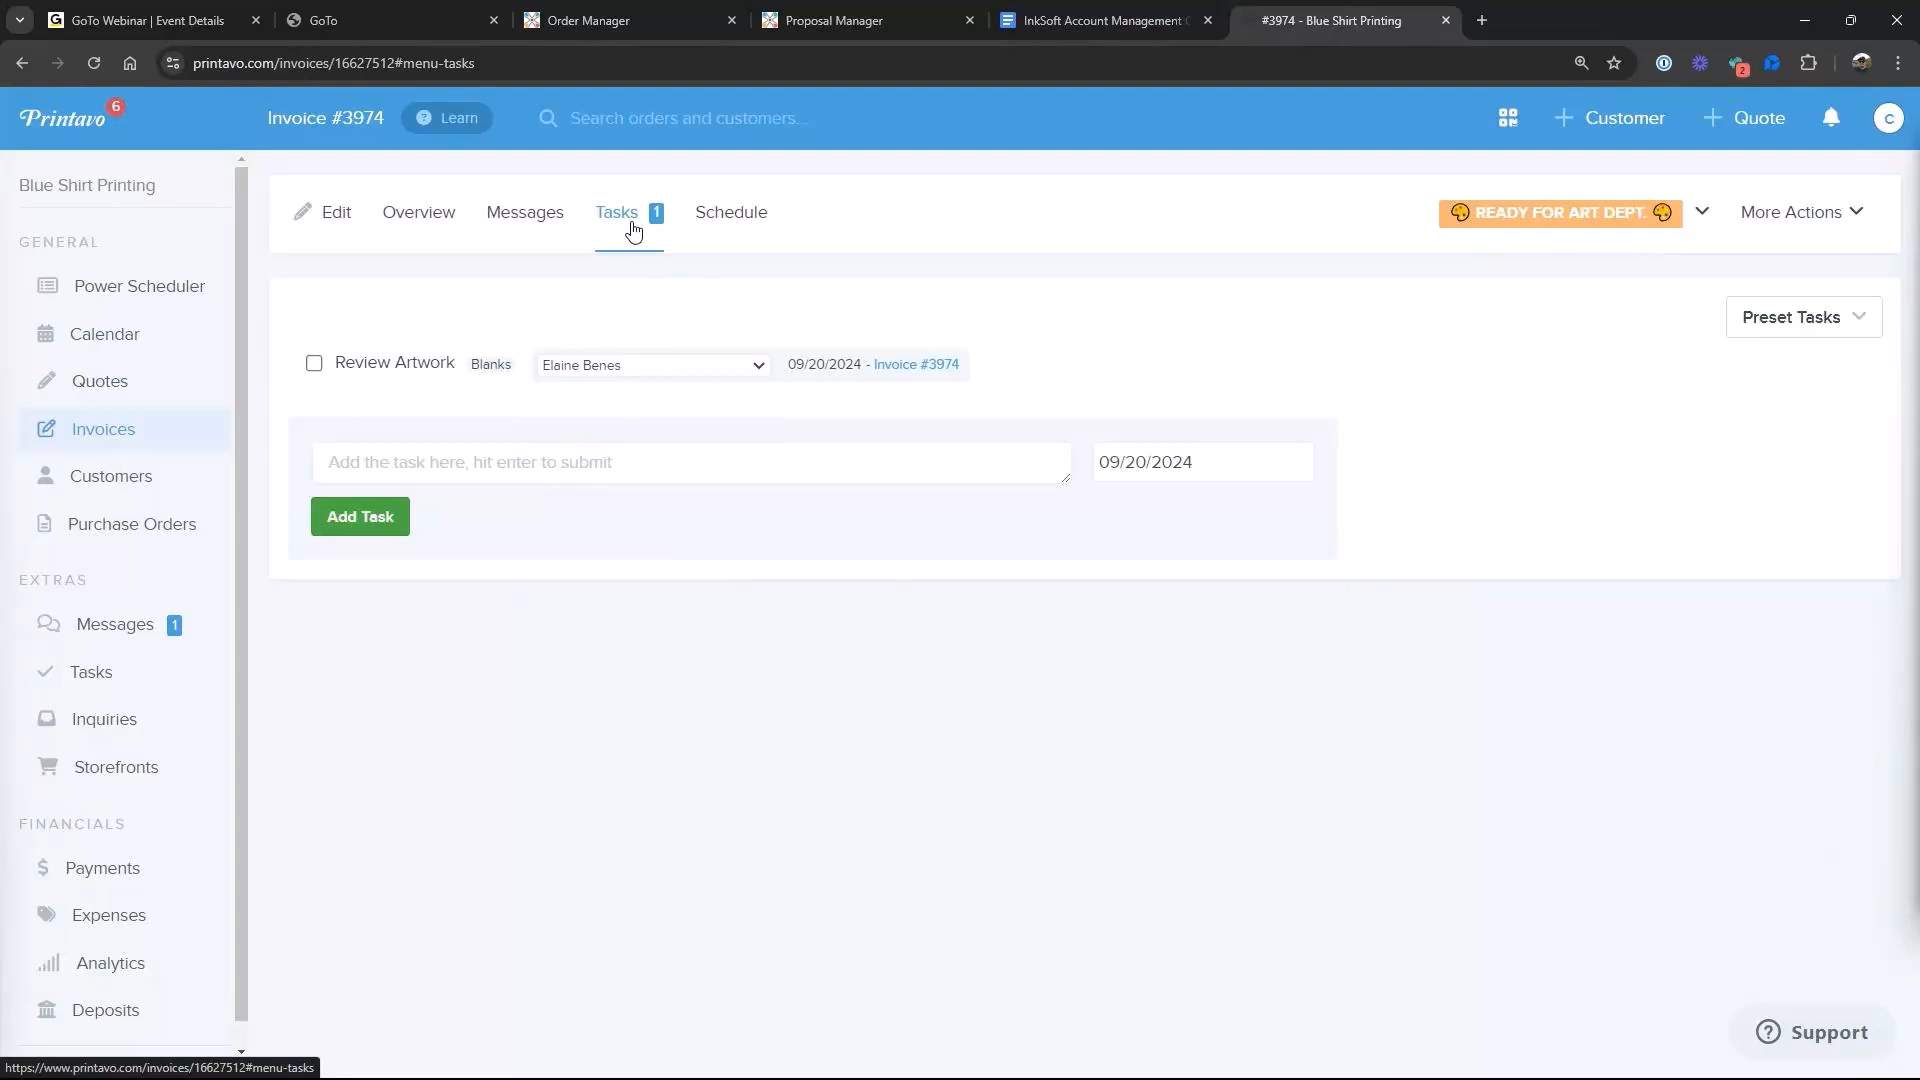 GoTo Webinar | Event Details
GoTo
Order Manager
Proposal Manager
InkSoft Account Management
#3974 - Blue Shirt Printing
printavo.com/invoices/16627512#menu-tasks
2
Printavo
6
Invoice #3974
Learn
Search orders and customers...
Customer
Quote
C
Blue Shirt Printing
GENERAL
Power Scheduler
Calendar
Quotes
Invoices
Customers
Purchase Orders
EXTRAS
Messages 1
Tasks
Inquiries
Storefronts
FINANCIALS
Payments
Expenses
Analytics
Deposits
Edit
Overview
Messages
Tasks 1
Schedule
READY FOR ART DEPT.
More Actions
Preset Tasks
Review Artwork
Blanks
Elaine Benes
09/20/2024 - Invoice #3974
Add the task here, hit enter to submit
09/20/2024
Add Task
Support
https://www.printavo.com/invoices/16627512#menu-tasks